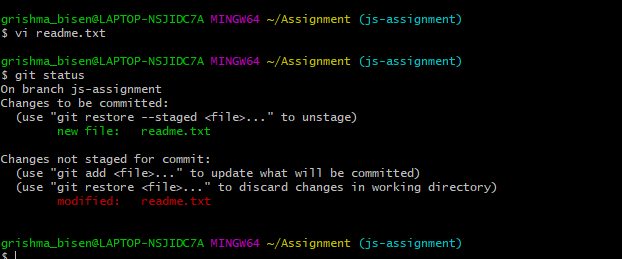 grishma_bisen@LAPTOP-NSJIDC7A MINGW64 ~/Assignment (js-assignment)
$ vi readme.txt
grishma_bisen@LAPTOP-NSJIDC7A MINGW64 ~/Assignment (js-assignment)
$ git status
On branch js-assignment
Changes to be committed:
  (use "git restore --staged <file>..." to unstage)
        new file:   readme.txt
Changes not staged for commit:
  (use "git add <file>..." to update what will be committed)
  (use "git restore <file>..." to discard changes in working directory)
        modified:   readme.txt
grishma_bisen@LAPTOP-NSJIDC7A MINGW64 ~/Assignment (js-assignment)
$